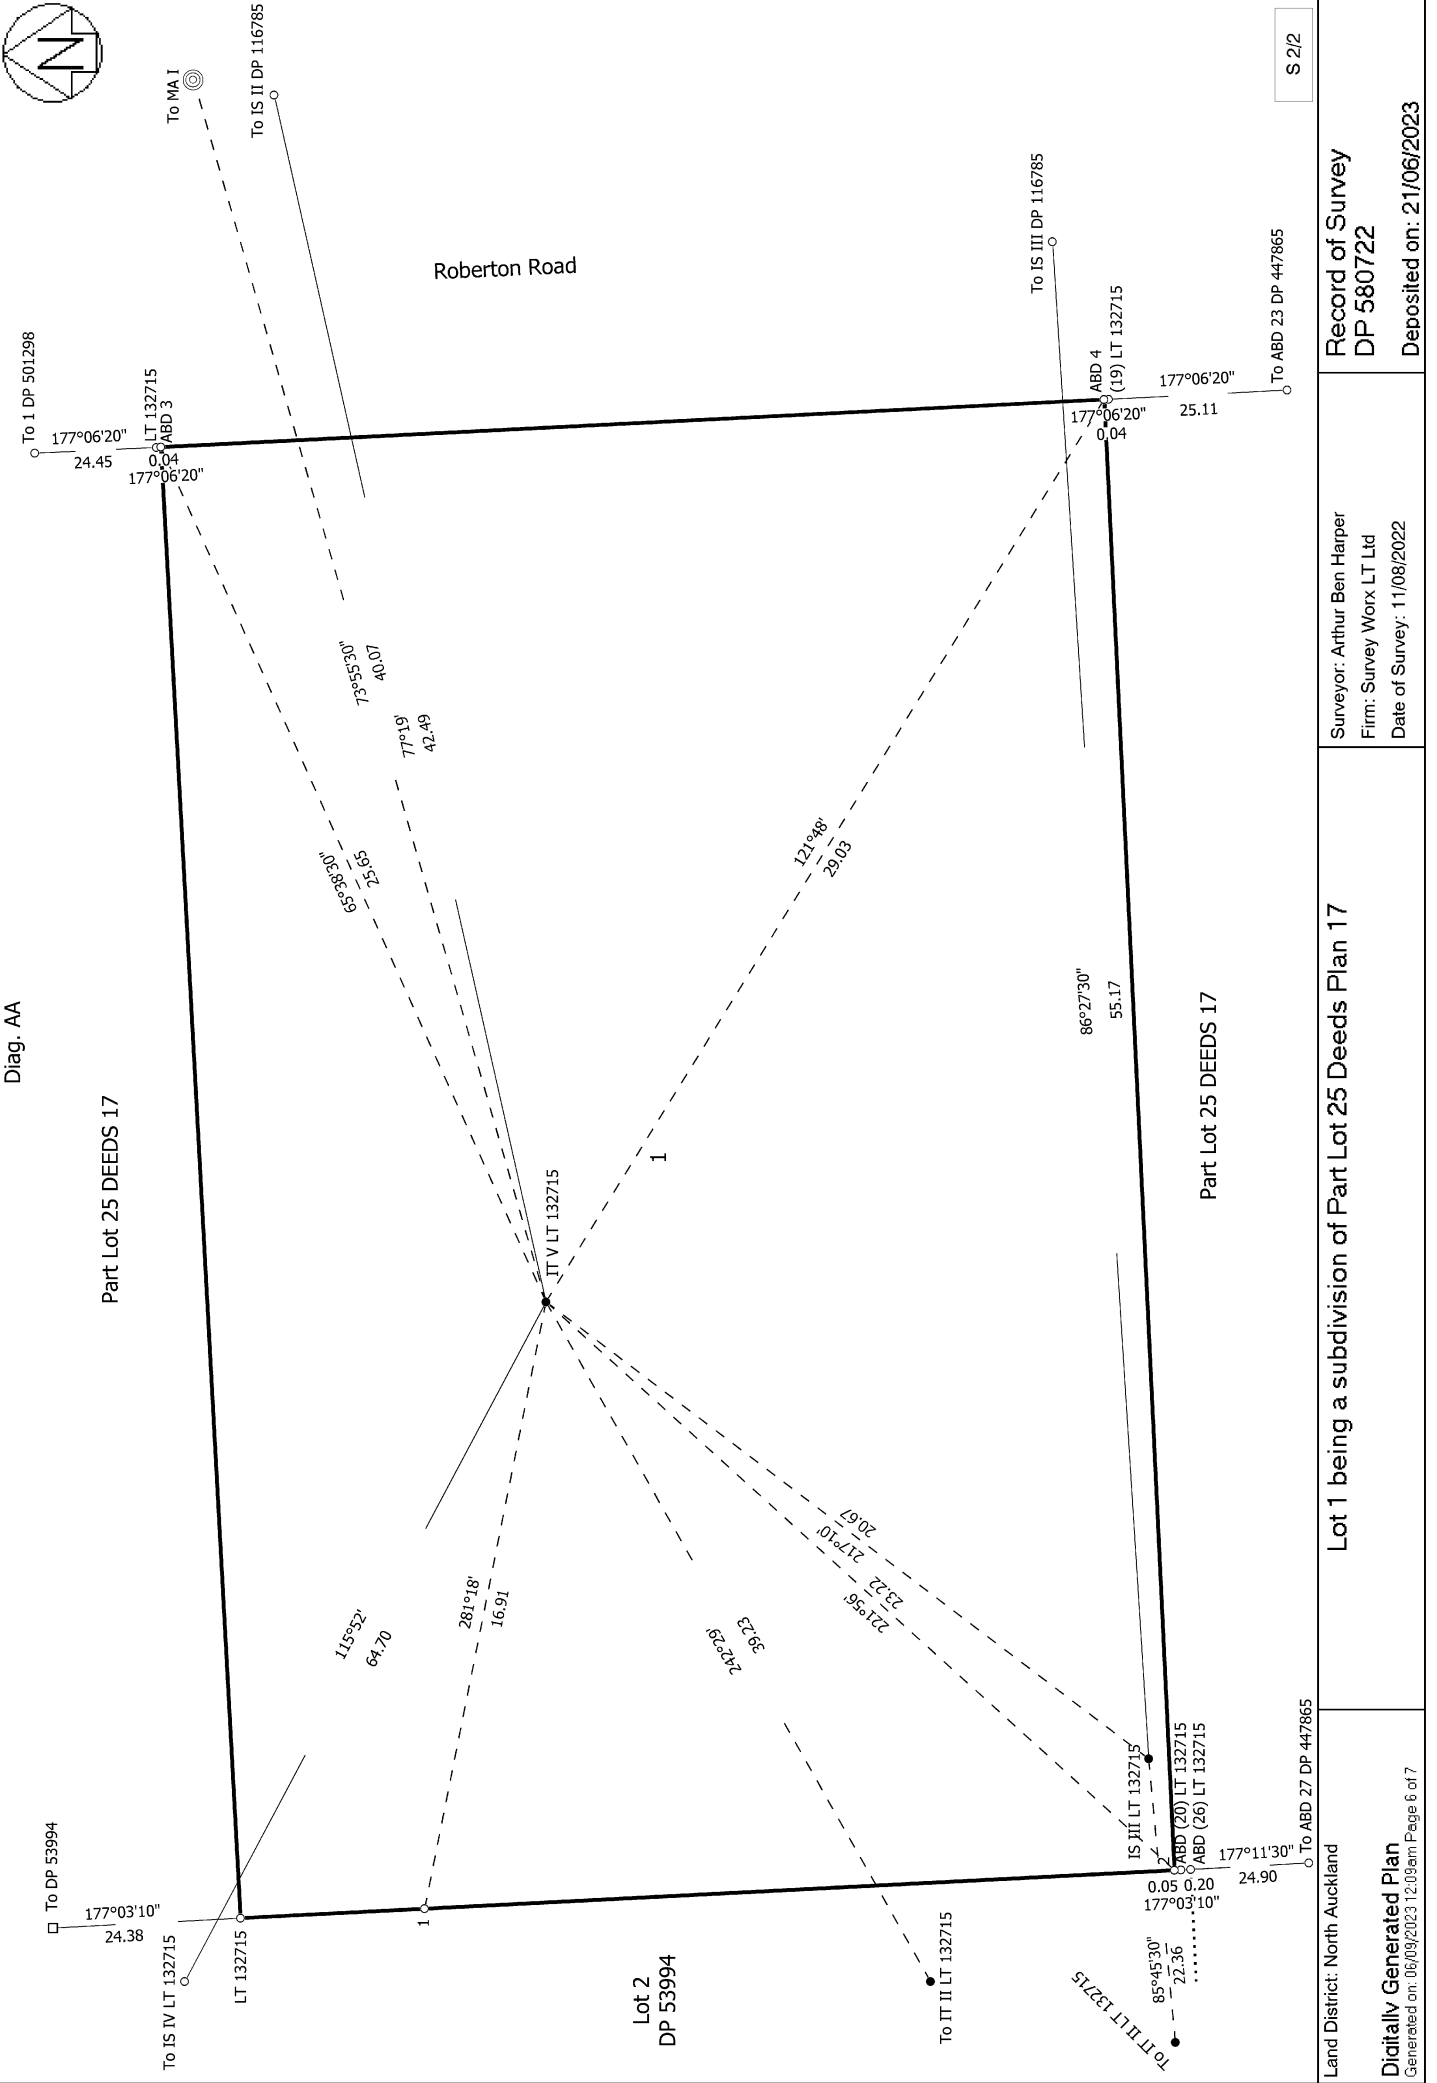 Diag. AA
N
To MA I
To IS II DP 116785
To 1 DP 501298
177°06'20"
24.45
LT 132715
ABD 3
0.04
177°06'20"
Part Lot 25 DEEDS 17
Roberton Road
65°38'30"
25.65
73°55'30"
40.07
77°19'
42.49
IT V LT 132715
To DP 53994
177°03'10"
24.38
To IS IV LT 132715
LT 132715
1
115°52'
64.70
281°18'
16.91
Lot 2
DP 53994
242°29'
39.23
To IT II LT 132715
1
121°48'
29.03
217°10'
20.67
221°56'
23.22
To IS III DP 116785
ABD 4
(19) LT 132715
177°06'20"
0.04
177°06'20"
25.11
To ABD 23 DP 447865
86°27'30"
55.17
Part Lot 25 DEEDS 17
IS III LT 132715
2
ABD (20) LT 132715
ABD (26) LT 132715
0.05 0.20
177°03'10"
177°11'30"
24.90
To ABD 27 DP 447865
85°45'30"
22.36
To IT II LT 132715
S 2/2
Land District: North Auckland
Digitally Generated Plan
Generated on: 06/09/2023 12:09am Page 6 of 7
Lot 1 being a subdivision of Part Lot 25 Deeds Plan 17
Surveyor: Arthur Ben Harper
Firm: Survey Worx LT Ltd
Date of Survey: 11/08/2022
Record of Survey
DP 580722
Deposited on: 21/06/2023